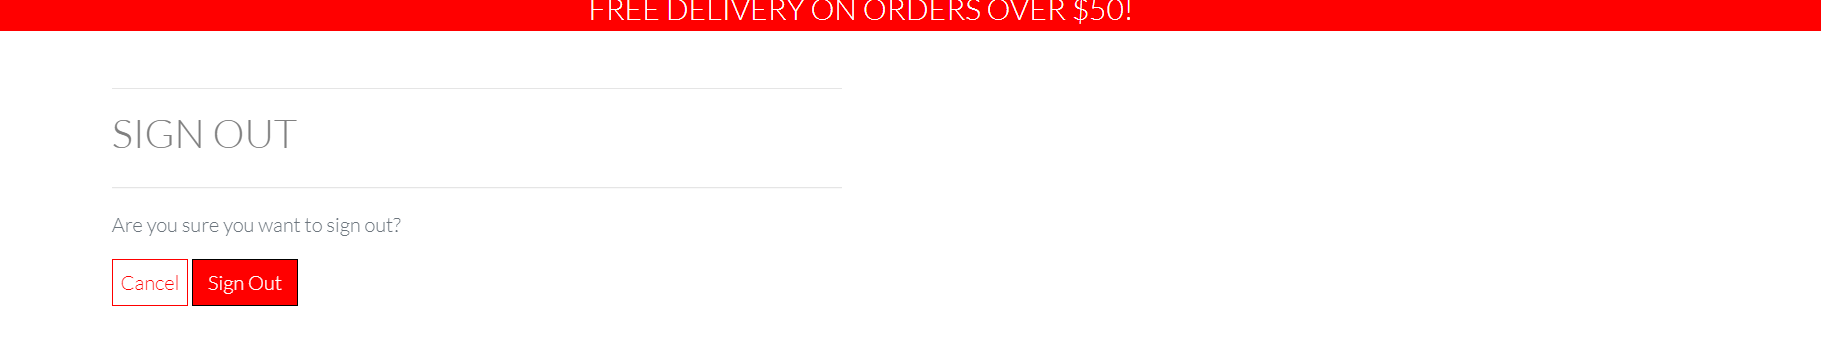 FREE DELIVERY ON ORDERS OVER $50!
SIGN OUT
Are you sure you want to sign out?
Cancel Sign Out